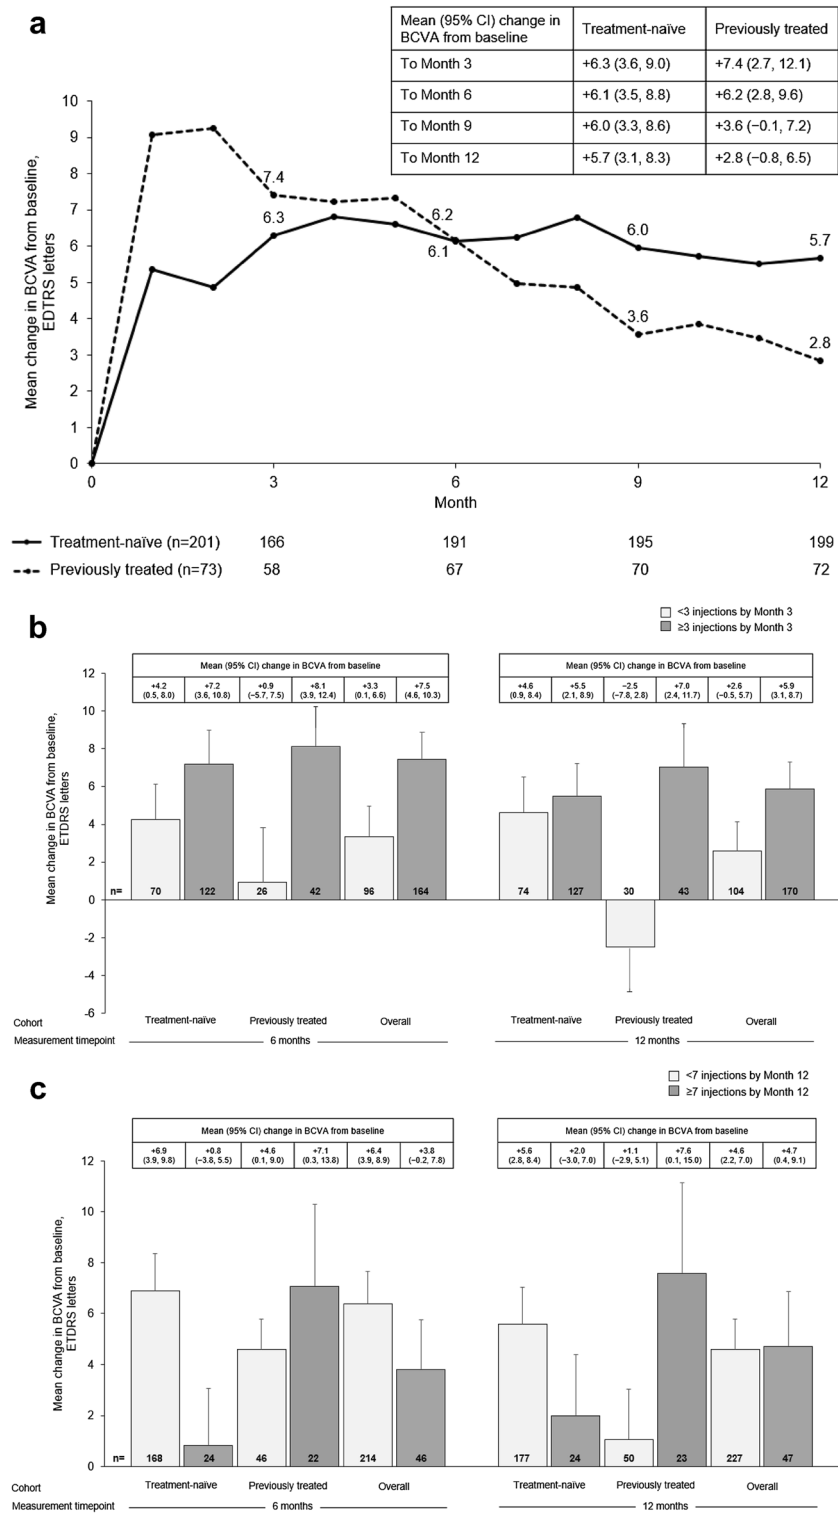 a
Mean (95% CI) change in BCVA from baseline Treatment-naïve Previously treated
To Month 3 +6.3 (3.6, 9.0) +7.4 (2.7, 12.1)
To Month 6 +6.1 (3.5, 8.8) +6.2 (2.8, 9.6)
To Month 9 +6.0 (3.3, 8.6) +3.6 (−0.1, 7.2)
To Month 12 +5.7 (3.1, 8.3) +2.8 (−0.8, 6.5)
Mean change in BCVA from baseline,
EDTRS letters
10
9
8
7
6
5
4
3
2
1
0
7.4
6.3
6.2
6.1
6.0
3.6
5.7
2.8
0 3 6 9 12
Month
Treatment-naïve (n=201) 166 191 195 199
Previously treated (n=73) 58 67 70 72
b
<3 injections by Month 3
≥3 injections by Month 3
Mean change in BCVA from baseline,
ETDRS letters
12
10
8
6
4
2
0
-2
-4
-6
Mean (95% CI) change in BCVA from baseline
+4.2 +7.2 +0.9 +8.1 +3.3 +7.5
(0.5, 8.0) (3.6, 10.8) (−5.7, 7.5) (3.9, 12.4) (0.1, 6.6) (4.6, 10.3)
Mean (95% CI) change in BCVA from baseline
+4.6 +5.5 −2.5 +7.0 +2.6 +5.9
(0.9, 8.4) (2.1, 8.9) (−7.8, 2.8) (2.4, 11.7) (−0.5, 5.7) (3.1, 8.7)
n= 70 122 26 42 96 164 74 127 30 43 104 170
Cohort Treatment-naïve Previously treated Overall Treatment-naïve Previously treated Overall
Measurement timepoint 6 months 12 months
c
<7 injections by Month 12
≥7 injections by Month 12
Mean change in BCVA from baseline,
ETDRS letters
12
10
8
6
4
2
0
Mean (95% CI) change in BCVA from baseline
+6.9 +0.8 +4.6 +7.1 +6.4 +3.8
(3.9, 9.8) (−3.8, 5.5) (0.1, 9.0) (0.3, 13.8) (3.9, 8.9) (−0.2, 7.8)
Mean (95% CI) change in BCVA from baseline
+5.6 +2.0 +1.1 +7.6 +4.6 +4.7
(2.8, 8.4) (−3.0, 7.0) (−2.9, 5.1) (0.1, 15.0) (2.2, 7.0) (0.4, 9.1)
n= 168 24 46 22 214 46 177 24 50 23 227 47
Cohort Treatment-naïve Previously treated Overall Treatment-naïve Previously treated Overall
Measurement timepoint 6 months 12 months